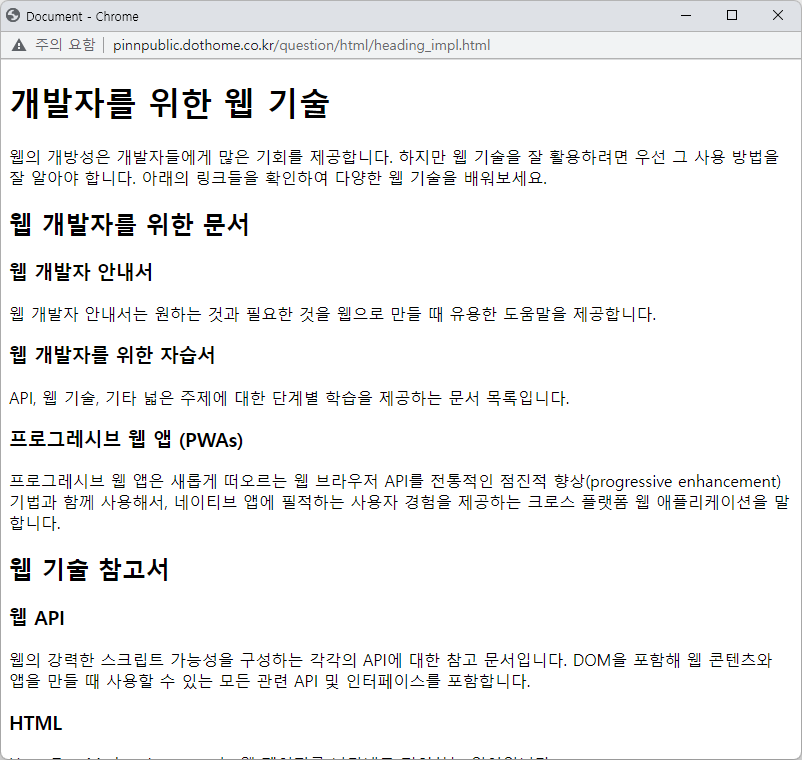 Document - Chrome
주의 요함 | pinnpublic.dothome.co.kr/question/html/heading_impl.html
개발자를 위한 웹 기술
웹의 개방성은 개발자들에게 많은 기회를 제공합니다. 하지만 웹 기술을 잘 활용하려면 우선 그 사용 방법을
잘 알아야 합니다. 아래의 링크들을 확인하여 다양한 웹 기술을 배워보세요.
웹 개발자를 위한 문서
웹 개발자 안내서
웹 개발자 안내서는 원하는 것과 필요한 것을 웹으로 만들 때 유용한 도움말을 제공합니다.
웹 개발자를 위한 자습서
API, 웹 기술, 기타 넓은 주제에 대한 단계별 학습을 제공하는 문서 목록입니다.
프로그레시브 웹 앱 (PWAs)
프로그레시브 웹 앱은 새롭게 떠오르는 웹 브라우저 API를 전통적인 점진적 향상(progressive enhancement)
기법과 함께 사용해서, 네이티브 앱에 필적하는 사용자 경험을 제공하는 크로스 플랫폼 웹 애플리케이션을 말
합니다.
웹 기술 참고서
웹 API
웹의 강력한 스크립트 가능성을 구성하는 각각의 API에 대한 참고 문서입니다. DOM을 포함해 웹 콘텐츠와
앱을 만들 때 사용할 수 있는 모든 관련 API 및 인터페이스를 포함합니다.
HTML